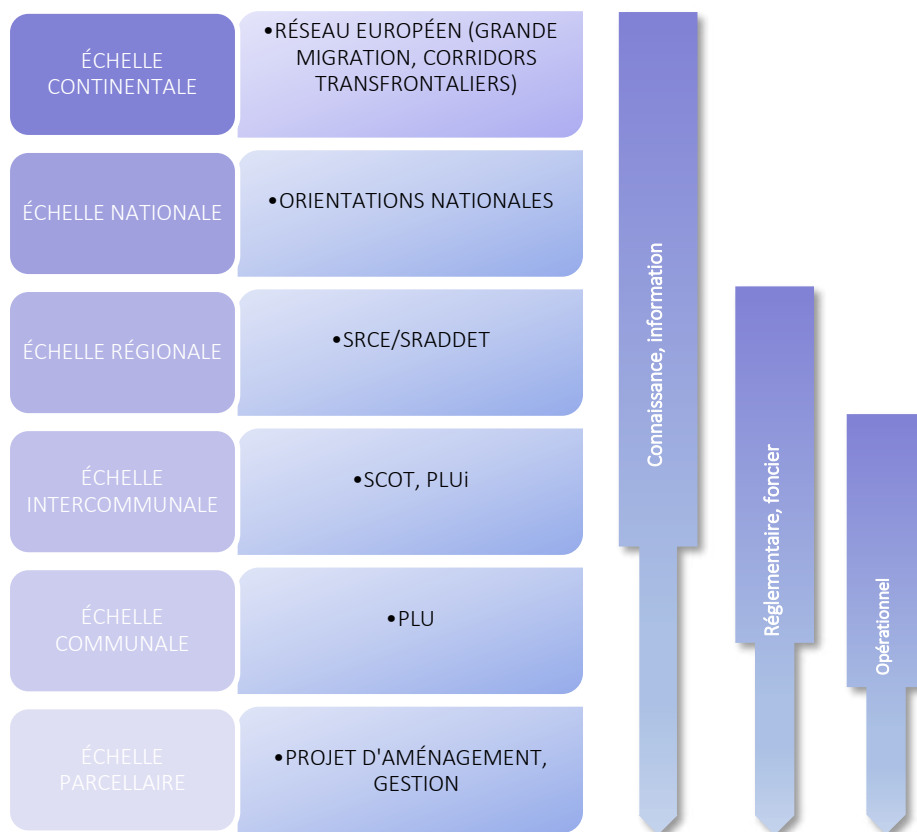 ÉCHELLE
CONTINENTALE
•RÉSEAU EUROPÉEN (GRANDE
MIGRATION, CORRIDORS
TRANSFRONTALIERS)
ÉCHELLE NATIONALE
•ORIENTATIONS NATIONALES
ÉCHELLE RÉGIONALE
•SRCE/SRADDET
ÉCHELLE
INTERCOMMUNALE
•SCOT, PLUi
ÉCHELLE
COMMUNALE
•PLU
ÉCHELLE
PARCELLAIRE
•PROJET D'AMÉNAGEMENT,
GESTION
Connaissance, information
Réglementaire, foncier
Opérationnel